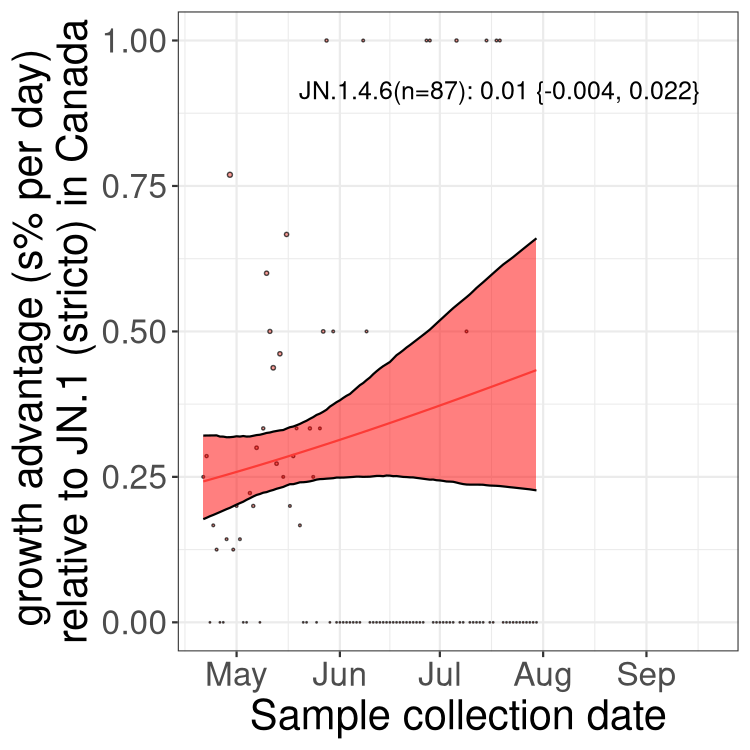 JN.1.4.6(n=87): 0.01 {-0.004, 0.022}
growth advantage (s% per day)
relative to JN.1 (stricto) in Canada
1.00
0.75
0.50
0.25
0.00
May Jun Jul Aug Sep
Sample collection date